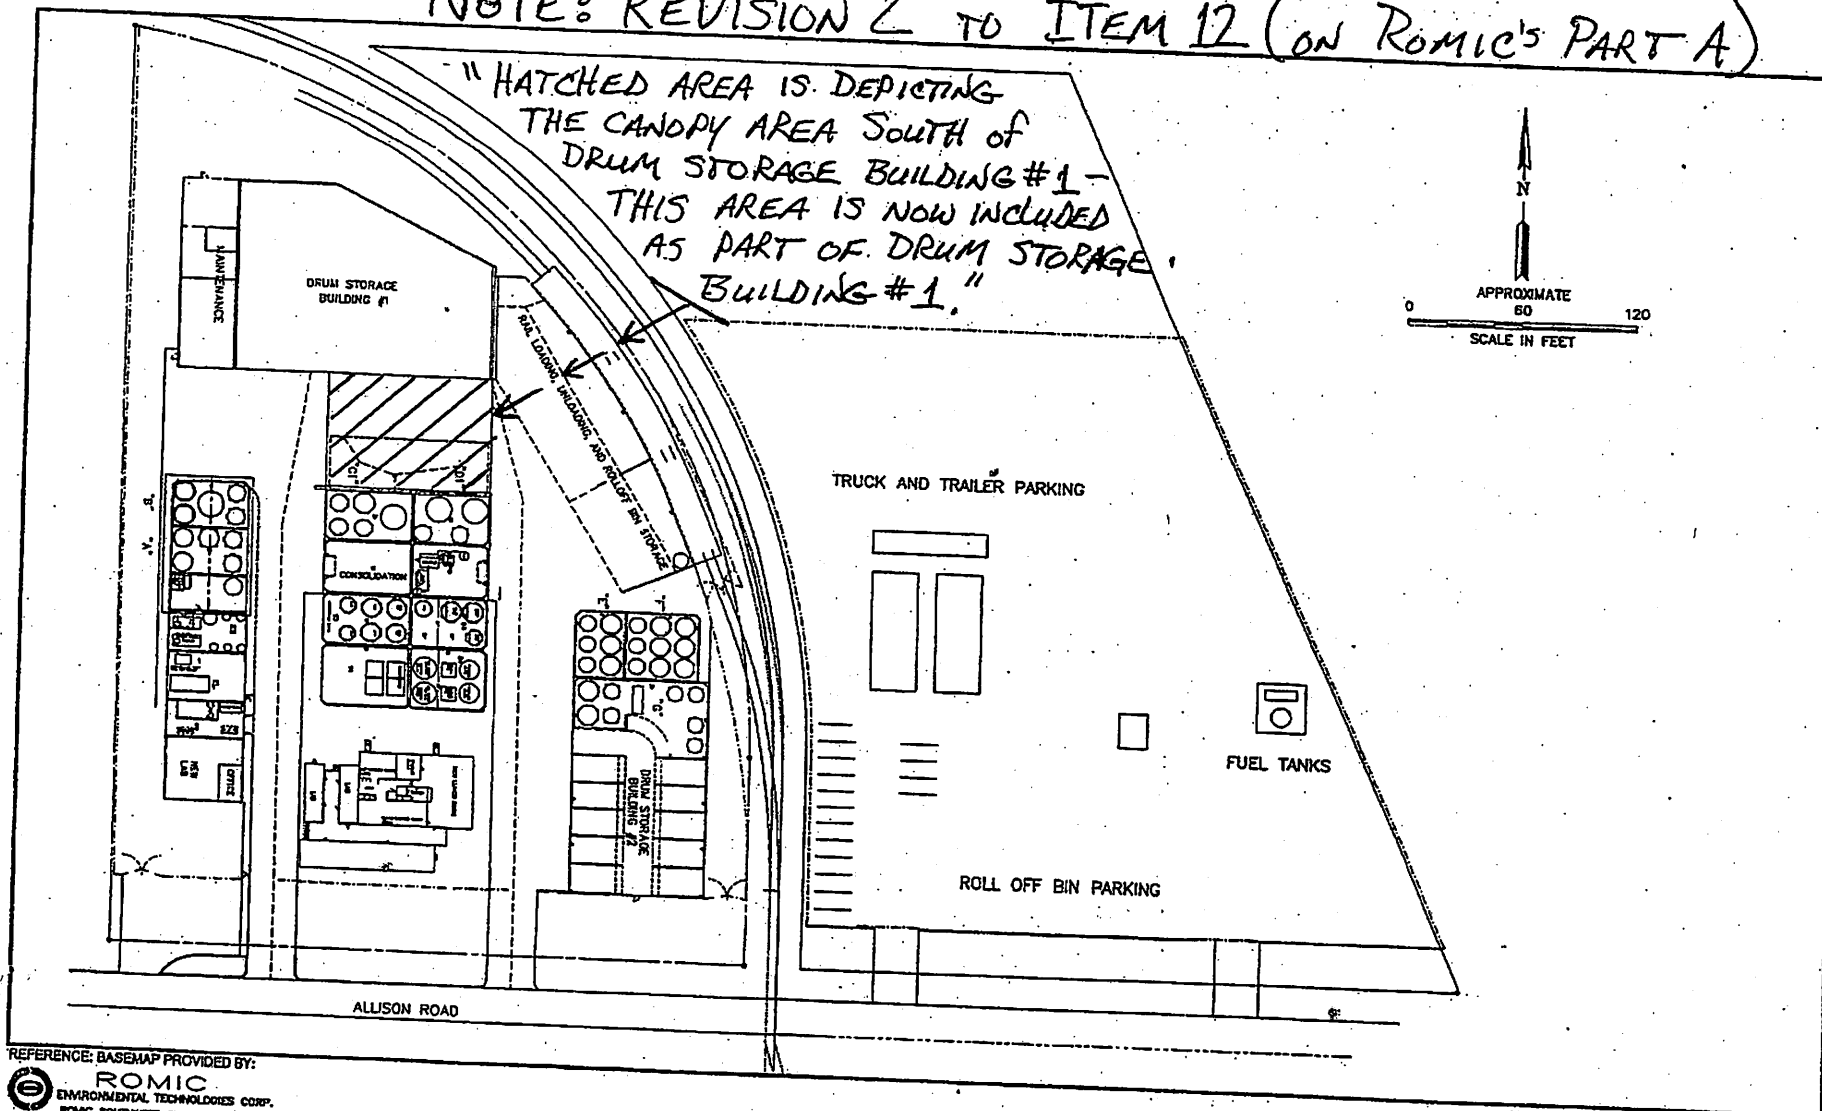 NOTE: REVISION 2 TO ITEM 12 (ON ROMIC'S PART A)
"HATCHED AREA IS DEPICTING
THE CANOPY AREA SOUTH of
DRUM STORAGE BUILDING #1 –
THIS AREA IS NOW INCLUDED
AS PART OF DRUM STORAGE
BUILDING #1."
N
APPROXIMATE
0 60 120
SCALE IN FEET
MAINTENANCE
DRUM STORAGE
BUILDING #1
RAIL LOADING, UNLOADING, AND ROLLOFF BIN STORAGE
TRUCK AND TRAILER PARKING
"C"
"D"
"B"
"A"
CONSOLIDATION
"E"
"F"
"G"
NEW
LAB
OFFICE
LAB
LAB
DRUM STORAGE
BUILDING #2
FUEL TANKS
ROLL OFF BIN PARKING
ALLISON ROAD
REFERENCE: BASEMAP PROVIDED BY:
ROMIC
ENVIRONMENTAL TECHNOLOGIES CORP.